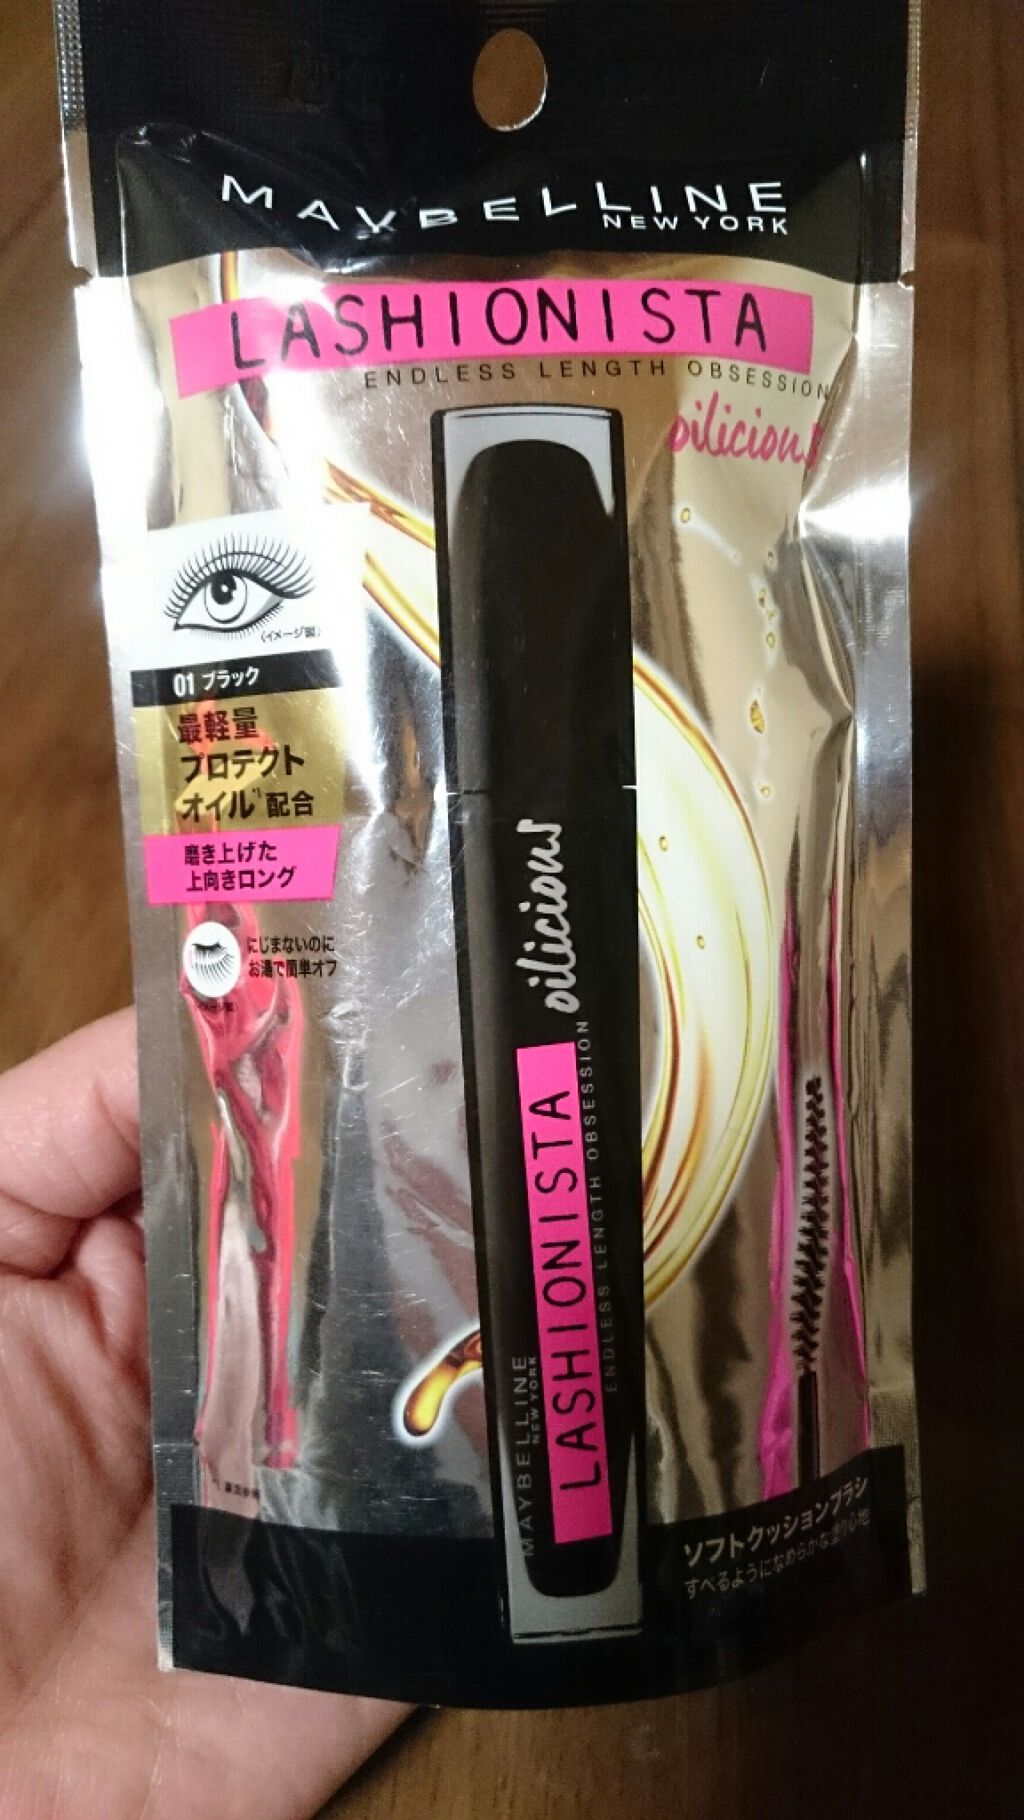 MAYBELLINE
NEW YORK
LASHIONISTA
ENDLESS LENGTH OBSESSION
oilicious
(イメージ図)
01 ブラック
最軽量
プロテクト
オイル*1配合
磨き上げた
上向きロング
にじまないのに
お湯で簡単オフ
oilicious
LASHIONISTA
ENDLESS LENGTH OBSESSION
MAYBELLINE
NEW YORK
ソフトクッションブラシ
すべるようになめらかな塗り心地